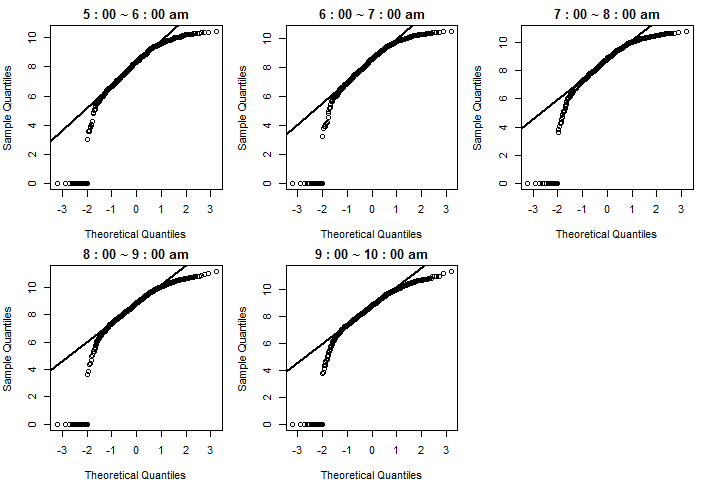 5 : 00 ~ 6 : 00 am
Sample Quantiles
0 2 4 6 8 10
-3 -2 -1 0 1 2 3
Theoretical Quantiles
6 : 00 ~ 7 : 00 am
Sample Quantiles
0 2 4 6 8 10
-3 -2 -1 0 1 2 3
Theoretical Quantiles
7 : 00 ~ 8 : 00 am
Sample Quantiles
0 2 4 6 8 10
-3 -2 -1 0 1 2 3
Theoretical Quantiles
8 : 00 ~ 9 : 00 am
Sample Quantiles
0 2 4 6 8 10
-3 -2 -1 0 1 2 3
Theoretical Quantiles
9 : 00 ~ 10 : 00 am
Sample Quantiles
0 2 4 6 8 10
-3 -2 -1 0 1 2 3
Theoretical Quantiles